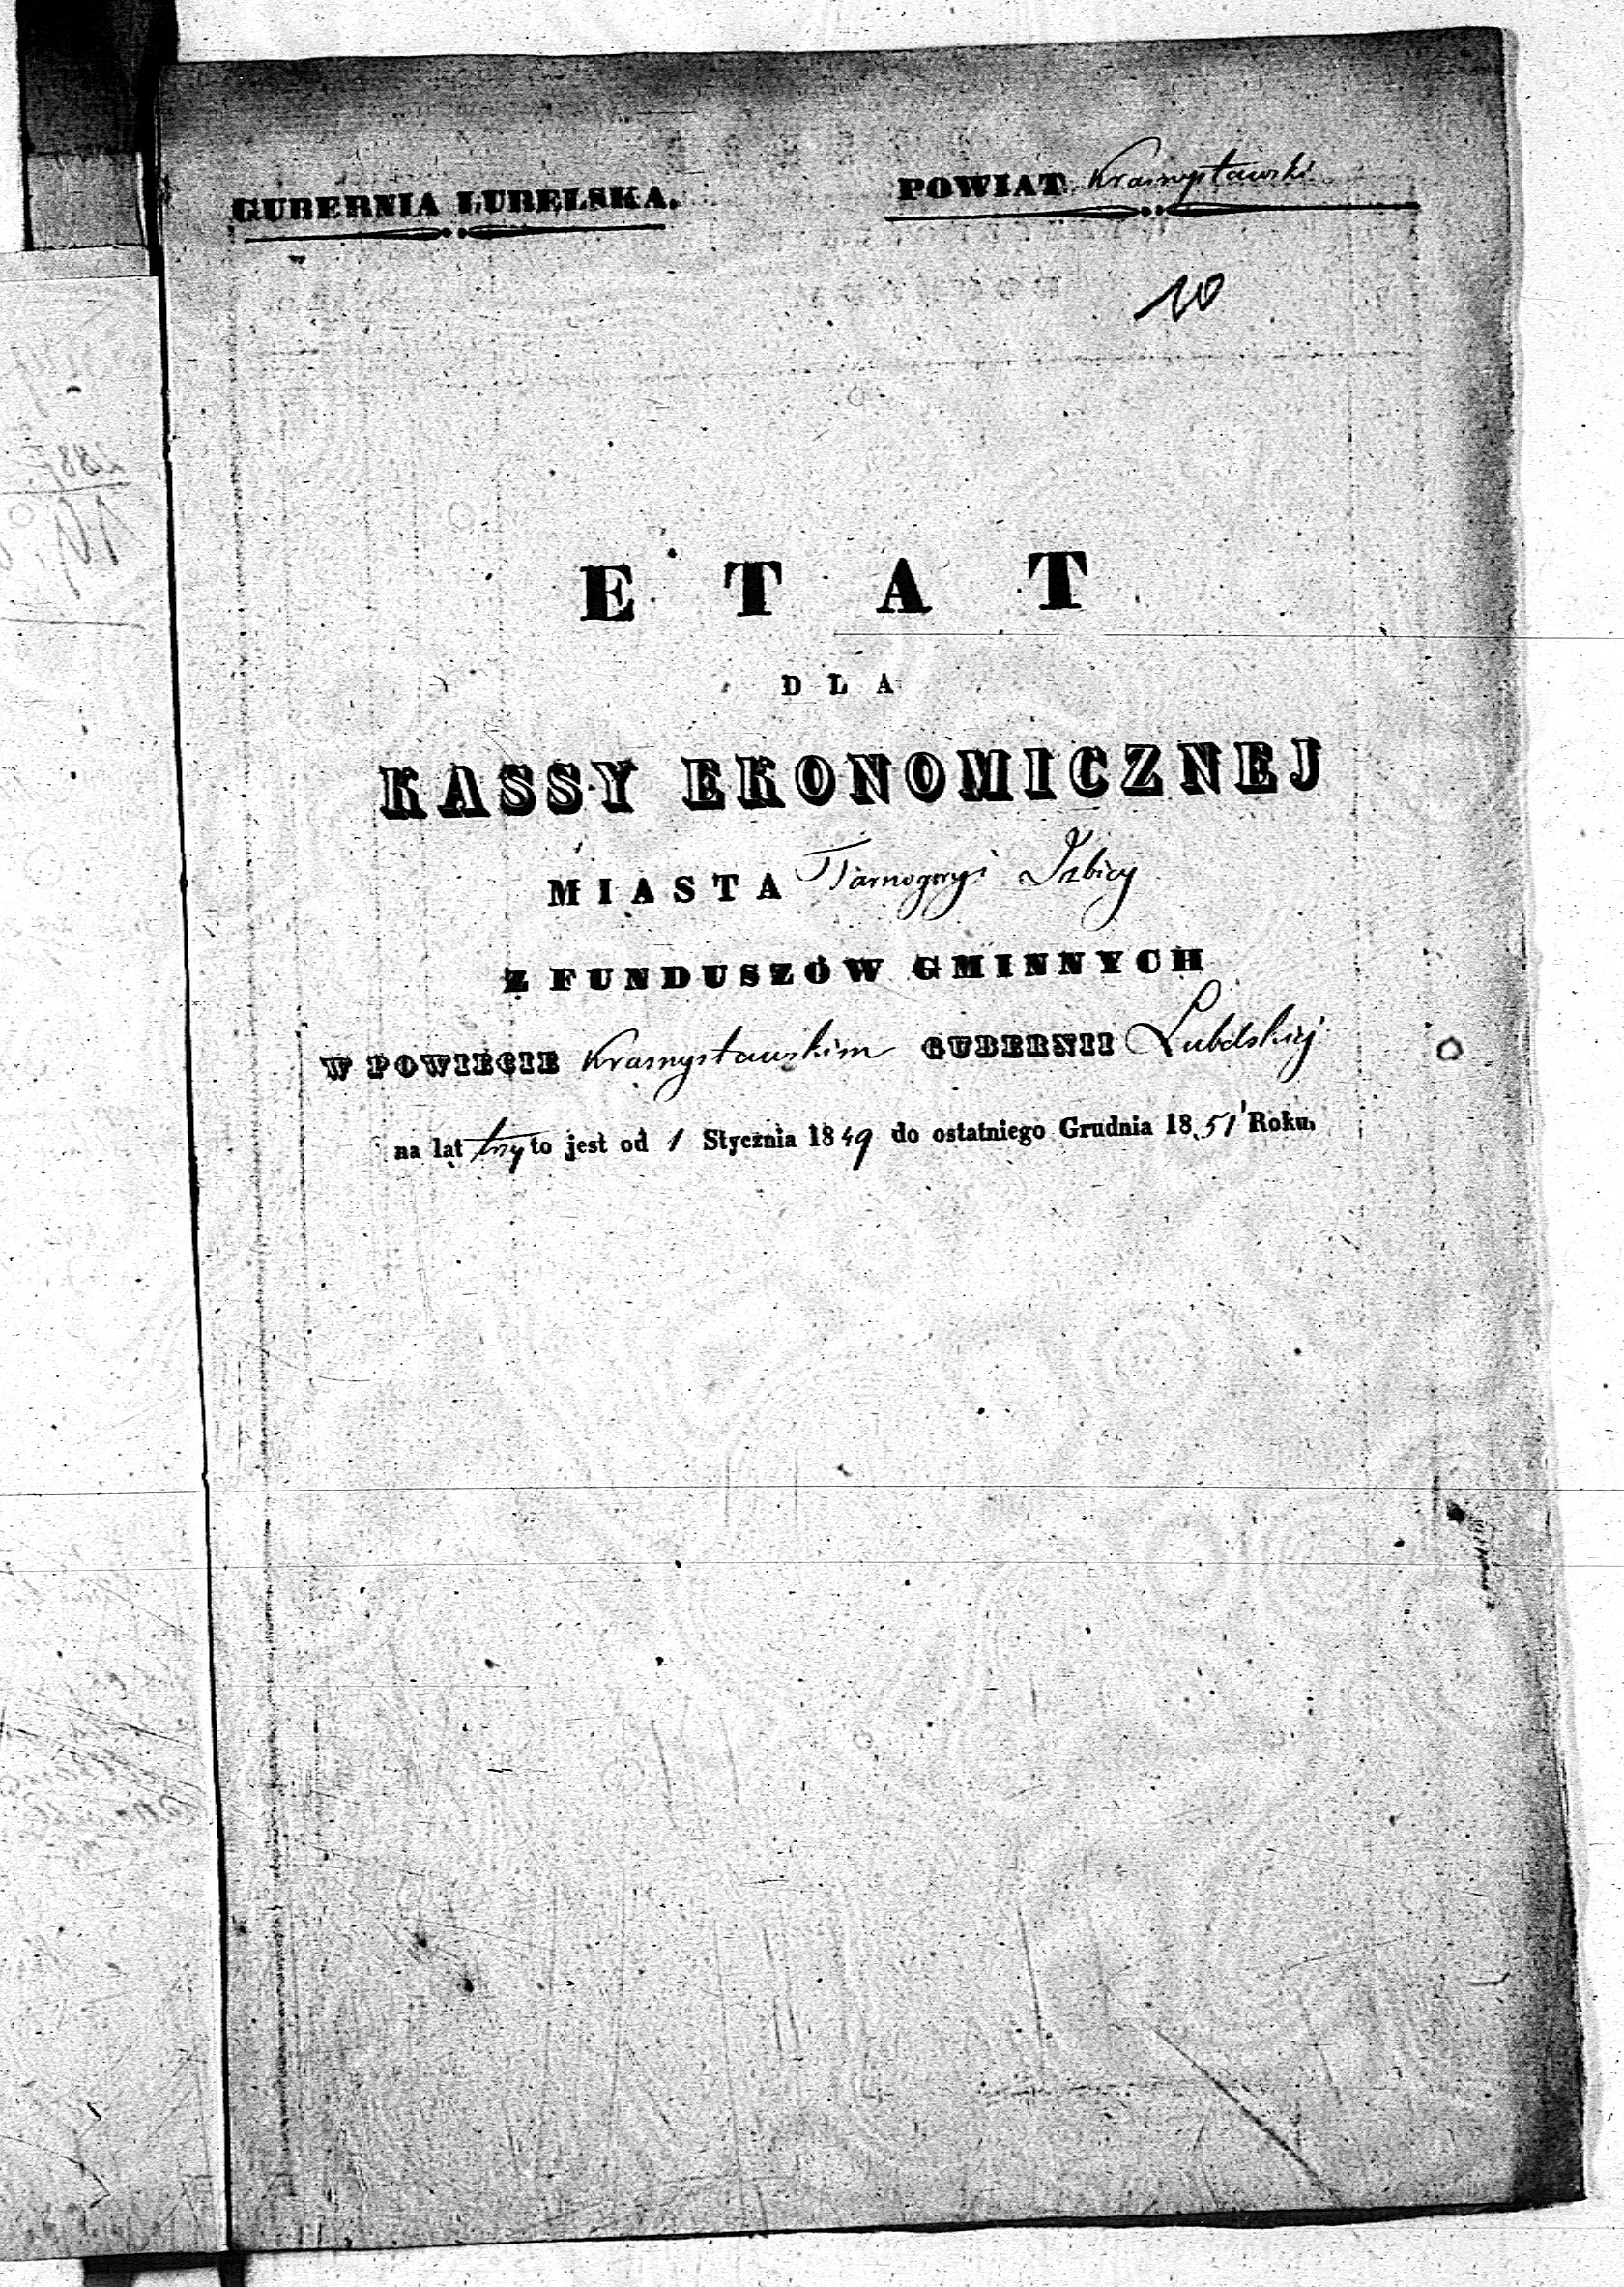 GUBERNIA LUBELSKA.
POWIAT Krasnystawski
10
ETAT
DLA
KASSY EKONOMICZNEJ
MIASTA Tarnogory i Izbicy
Z FUNDUSZÓW GMINNYCH
W POWIECIE Krasnystawskim GUBERNII Lubelskiej
na lat trzy to jest od 1 Stycznia 1849 do ostatniego Grudnia 1851 Roku.